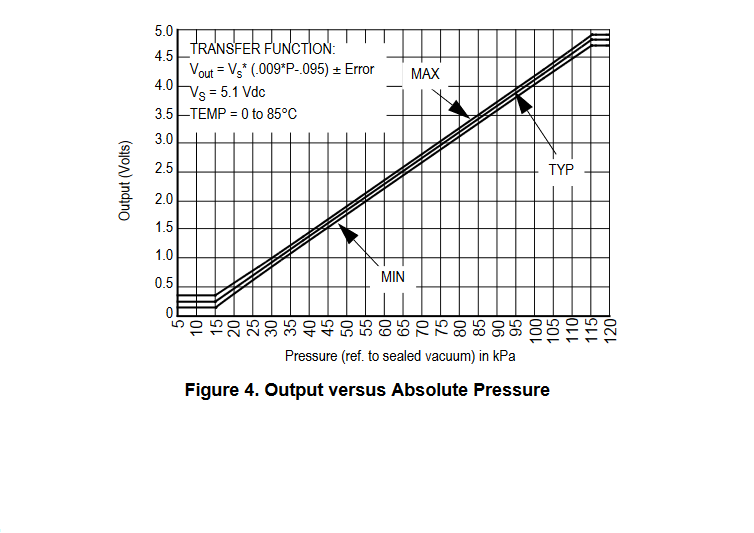 5.0
4.5
4.0
3.5
3.0
2.5
2.0
1.5
1.0
0.5
0
Output (Volts)
TRANSFER FUNCTION:
Vout = Vs* (.009*P-.095) ± Error
VS = 5.1 Vdc
TEMP = 0 to 85°C
MAX
TYP
MIN
5 10 15 20 25 30 35 40 45 50 55 60 65 70 75 80 85 90 95 100 105 110 115 120
Pressure (ref. to sealed vacuum) in kPa
Figure 4. Output versus Absolute Pressure